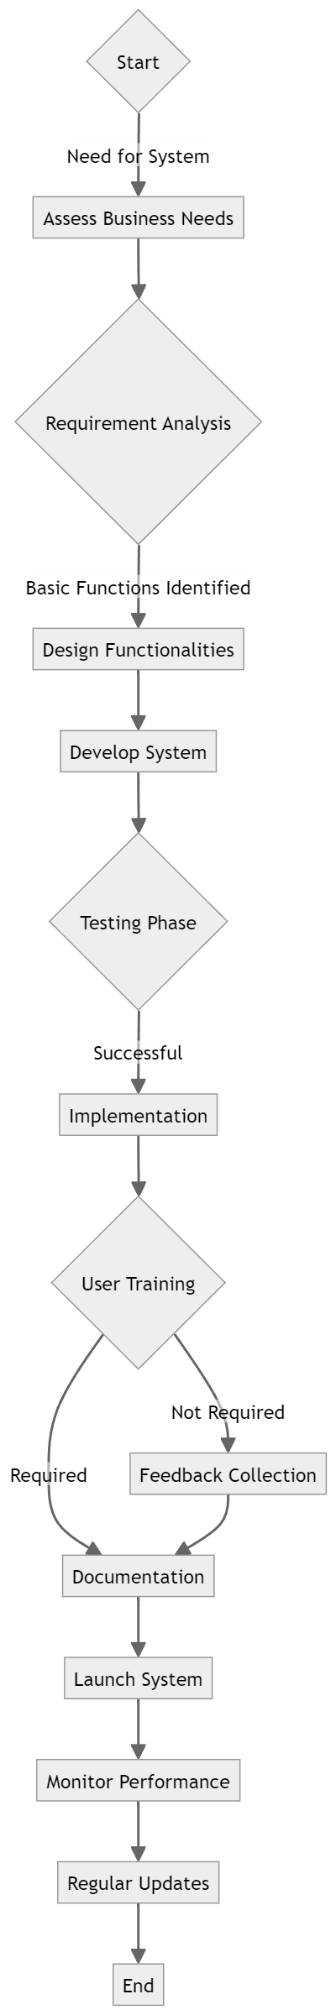 Start
Need for System
Assess Business Needs
Requirement Analysis
Basic Functions Identified
Design Functionalities
Develop System
Testing Phase
Successful
Implementation
User Training
Not Required
Required
Feedback Collection
Documentation
Launch System
Monitor Performance
Regular Updates
End